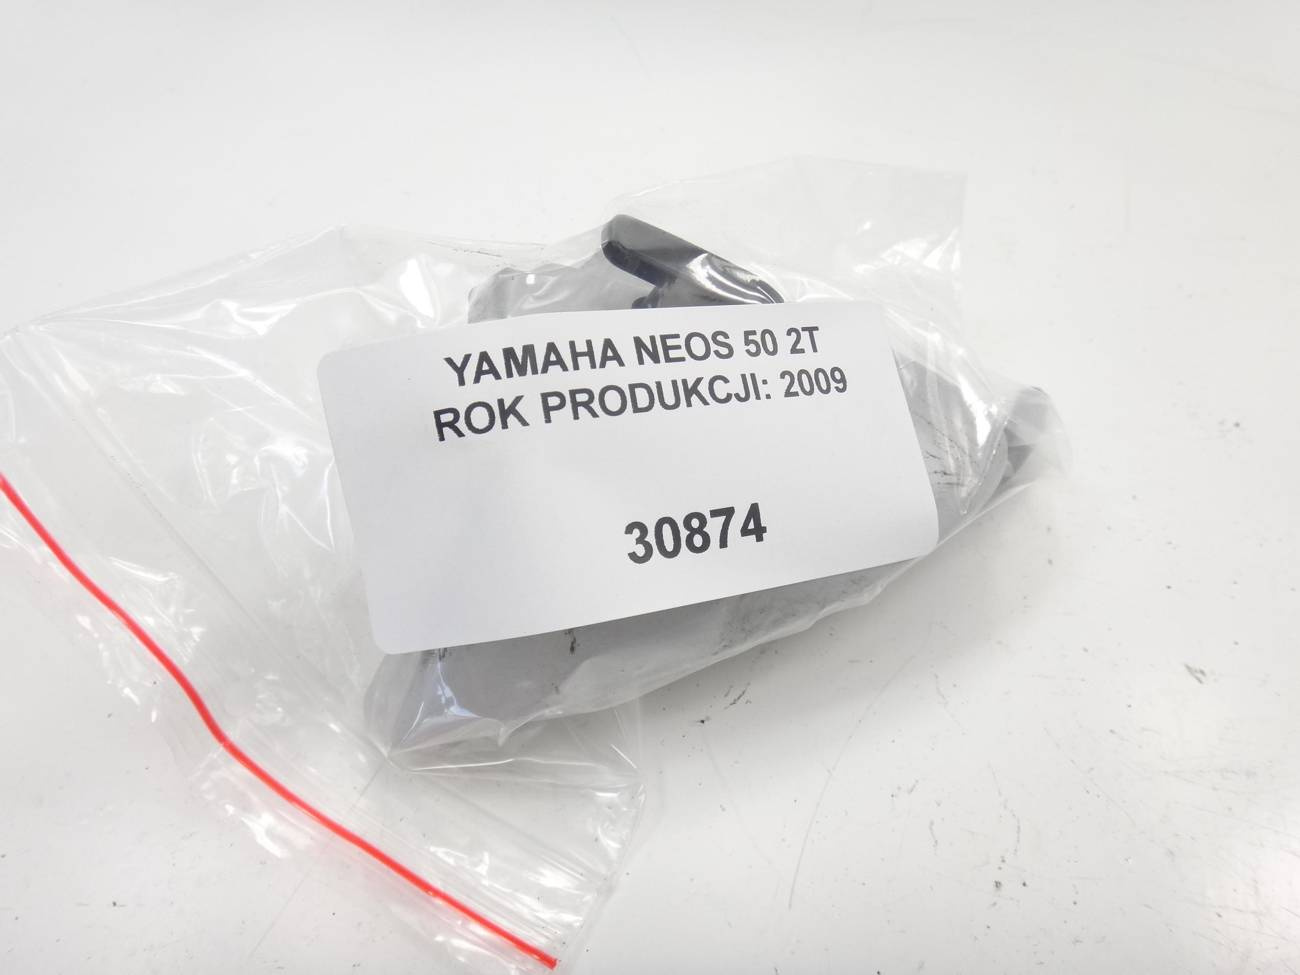 YAMAHA NEOS 50 2T
ROK PRODUKCJI: 2009
30874